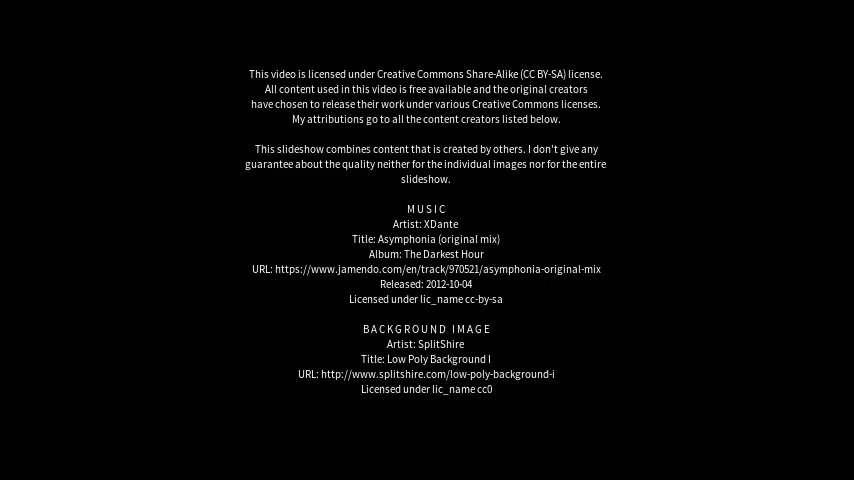 This video is licensed under Creative Commons Share-Alike (CC BY-SA) license.
All content used in this video is free available and the original creators
have chosen to release their work under various Creative Commons licenses.
My attributions go to all the content creators listed below.
This slideshow combines content that is created by others. I don't give any
guarantee about the quality neither for the individual images nor for the entire
slideshow.
M U S I C
Artist: XDante
Title: Asymphonia (original mix)
Album: The Darkest Hour
URL: https://www.jamendo.com/en/track/970521/asymphonia-original-mix
Released: 2012-10-04
Licensed under lic_name cc-by-sa
B A C K G R O U N D   I M A G E
Artist: SplitShire
Title: Low Poly Background I
URL: http://www.splitshire.com/low-poly-background-i
Licensed under lic_name cc0